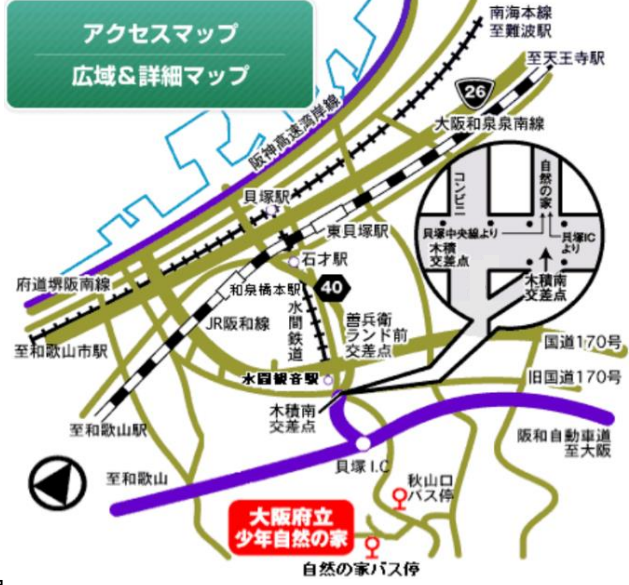 アクセスマップ
広域＆詳細マップ
南海本線
至難波駅
至天王寺駅
26
大阪和泉泉南線
阪神高速湾岸線
コンビニ
自然の家
貝塚中央線より
貝塚IC
より
木積
交差点
木積南
交差点
貝塚駅
東貝塚駅
石才駅
和泉橋本駅
40
水間鉄道
府道堺阪南線
JR阪和線
善兵衛
ランド前
交差点
至和歌山市駅
国道170号
水間観音駅
旧国道170号
木積南
交差点
至和歌山駅
阪和自動車道
至大阪
貝塚I.C
至和歌山
秋山口
バス停
大阪府立
少年自然の家
自然の家バス停